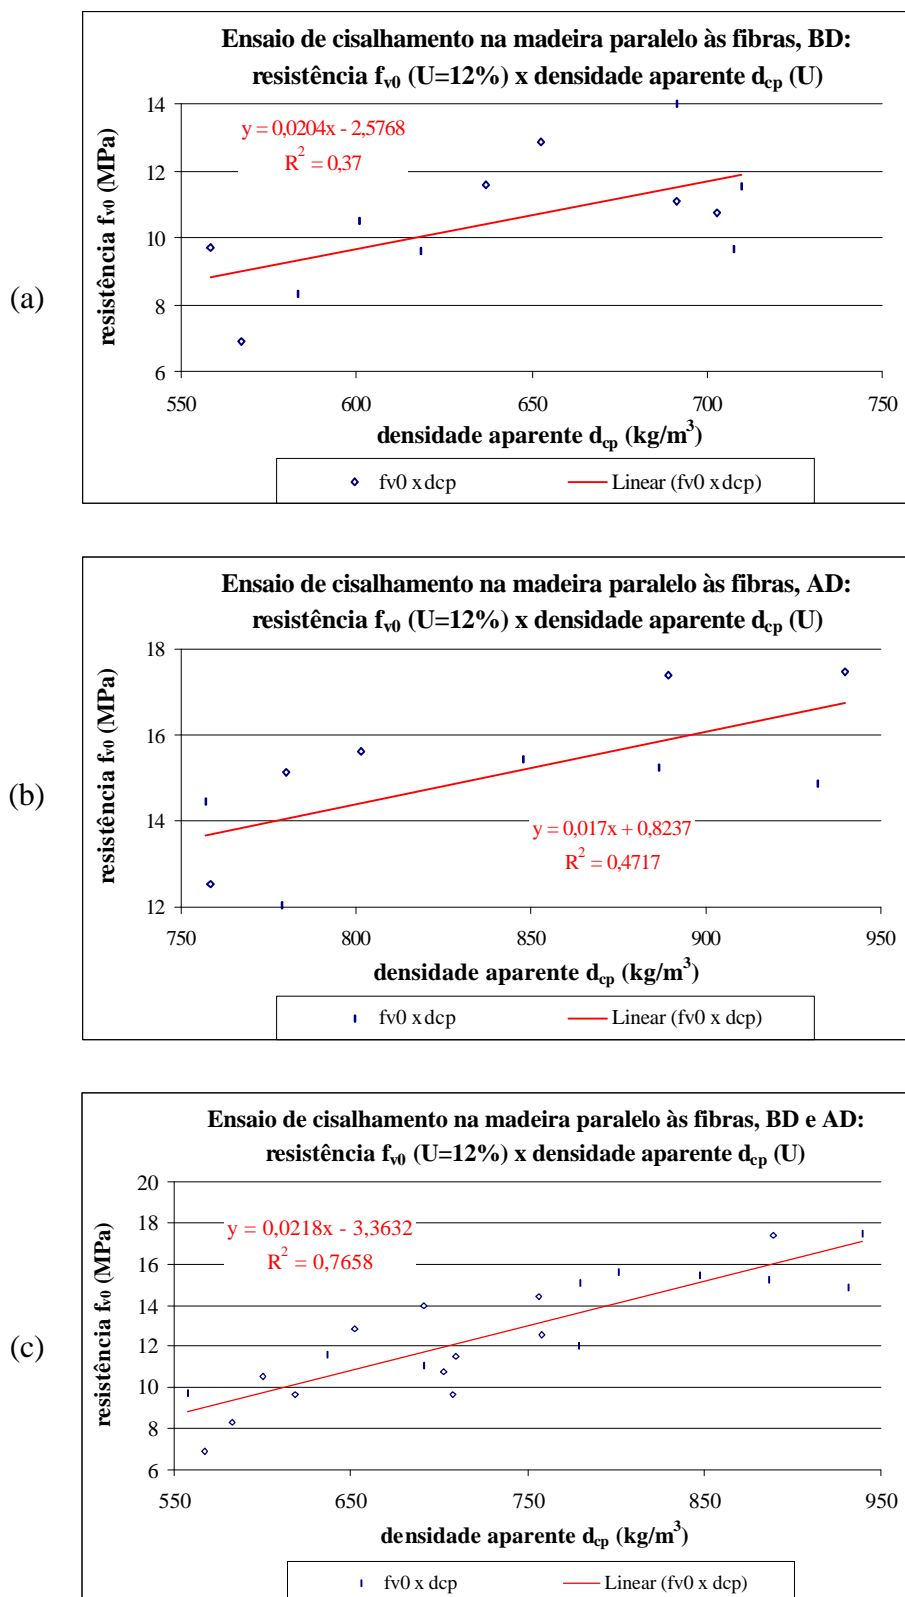 Ensaio de cisalhamento na madeira paralelo às fibras, BD:
resistência fv0 (U=12%) x densidade aparente dcp (U)
y = 0,0204x - 2,5768
R2 = 0,37
14
12
10
8
6
resistência fv0 (MPa)
(a)
550 600 650 700 750
densidade aparente dcp (kg/m3)
fv0 x dcp Linear (fv0 x dcp)
Ensaio de cisalhamento na madeira paralelo às fibras, AD:
resistência fv0 (U=12%) x densidade aparente dcp (U)
18
16
14
12
resistência fv0 (MPa)
(b)
y = 0,017x + 0,8237
R2 = 0,4717
750 800 850 900 950
densidade aparente dcp (kg/m3)
fv0 x dcp Linear (fv0 x dcp)
Ensaio de cisalhamento na madeira paralelo às fibras, BD e AD:
resistência fv0 (U=12%) x densidade aparente dcp (U)
y = 0,0218x - 3,3632
R2 = 0,7658
20
18
16
14
12
10
8
6
resistência fv0 (MPa)
(c)
550 650 750 850 950
densidade aparente dcp (kg/m3)
fv0 x dcp Linear (fv0 x dcp)